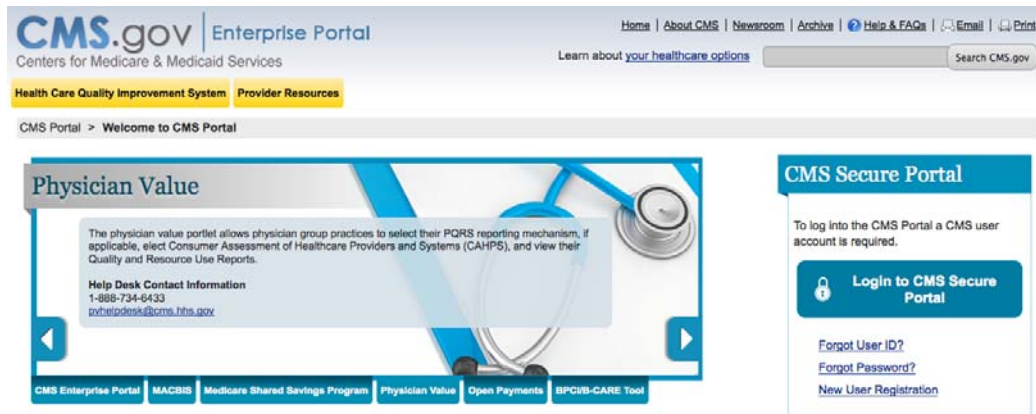 CMS.gov | Enterprise Portal
Centers for Medicare & Medicaid Services
Home | About CMS | Newsroom | Archive | Help & FAQs | Email | Print
Learn about your healthcare options
Search CMS.gov
Health Care Quality Improvement System
Provider Resources
CMS Portal > Welcome to CMS Portal
Physician Value
The physician value portlet allows physician group practices to select their PQRS reporting mechanism, if
applicable, elect Consumer Assessment of Healthcare Providers and Systems (CAHPS), and view their
Quality and Resource Use Reports.
Help Desk Contact Information
1-888-734-6433
pvhelpdesk@cms.hhs.gov
CMS Enterprise Portal
MACBIS
Medicare Shared Savings Program
Physician Value
Open Payments
BPCI/B-CARE Tool
CMS Secure Portal
To log into the CMS Portal a CMS user
account is required.
Login to CMS Secure
Portal
Forgot User ID?
Forgot Password?
New User Registration